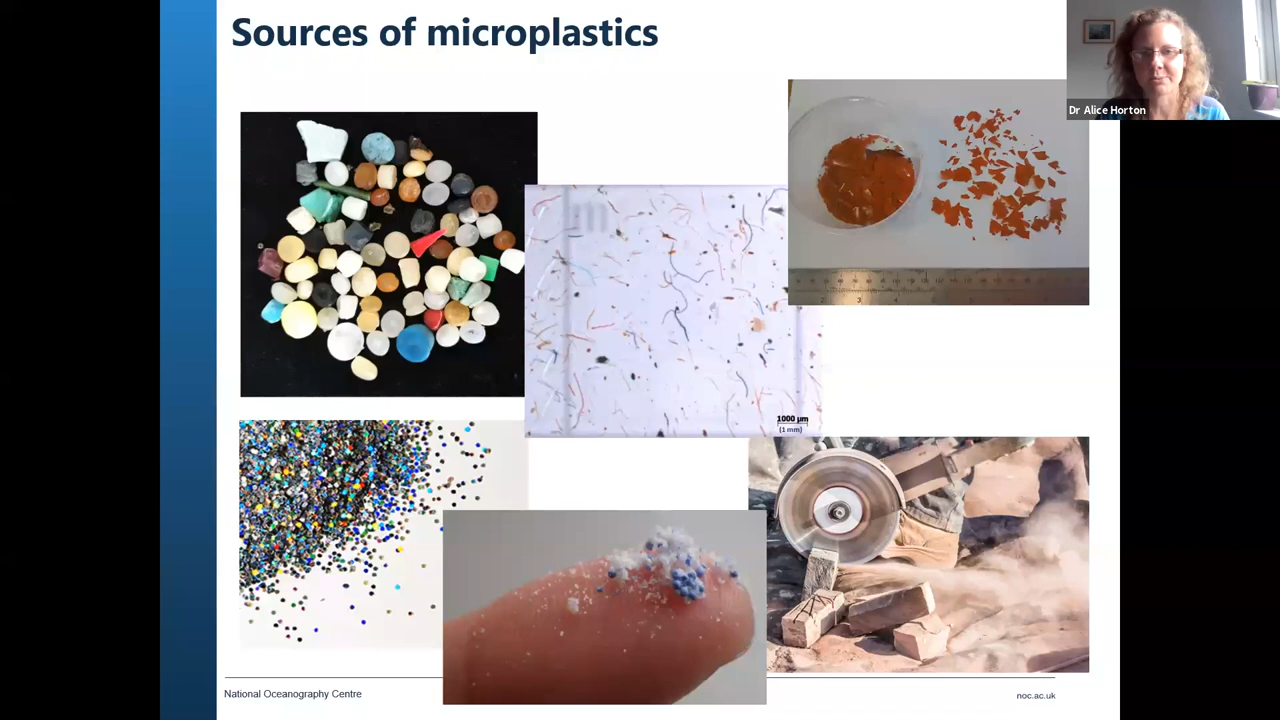 Sources of microplastics
Dr Alice Horton
1000 µm
(1 mm)
National Oceanography Centre
noc.ac.uk